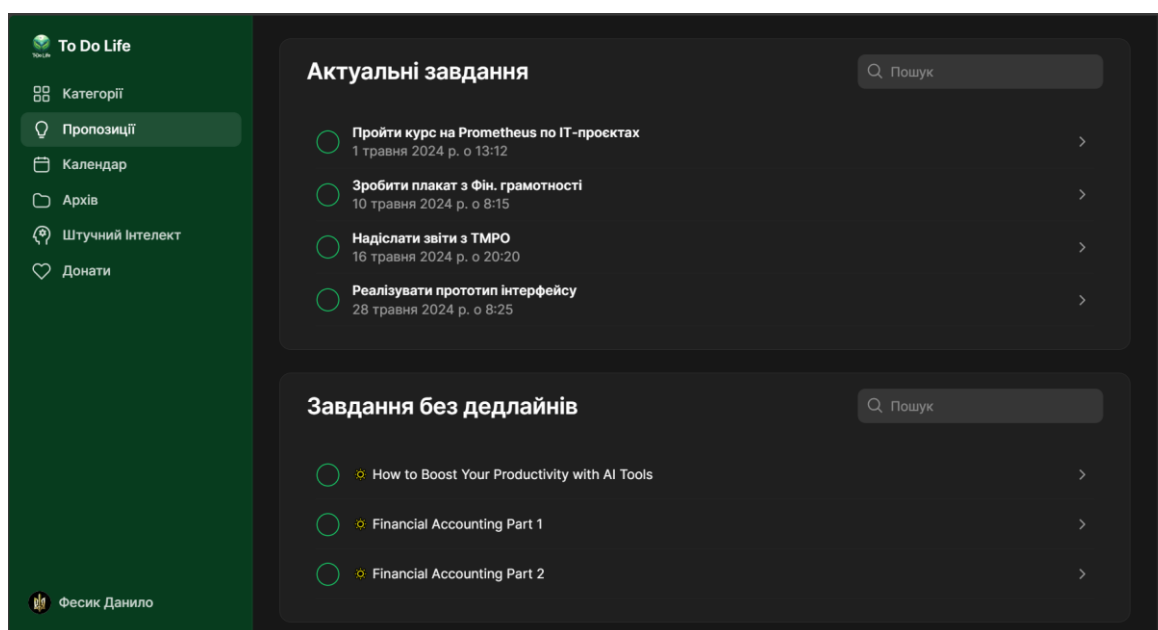 To Do Life
Категорії
Пропозиції
Календар
Архів
Штучний Інтелект
Донати
Фесик Данило
Актуальні завдання
Пошук
Пройти курс на Prometheus по ІТ-проєктах
1 травня 2024 р. о 13:12
Зробити плакат з Фін. грамотності
10 травня 2024 р. о 8:15
Надіслати звіти з ТМРО
16 травня 2024 р. о 20:20
Реалізувати прототип інтерфейсу
28 травня 2024 р. о 8:25
Завдання без дедлайнів
Пошук
How to Boost Your Productivity with AI Tools
Financial Accounting Part 1
Financial Accounting Part 2